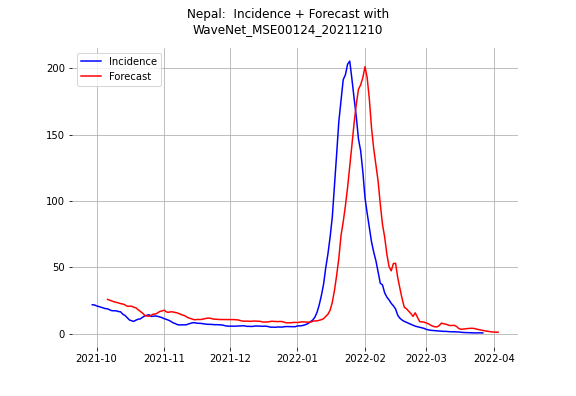 Nepal:  Incidence + Forecast with
WaveNet_MSE00124_20211210
Incidence
Forecast
200
150
100
50
0
2021-10 2021-11 2021-12 2022-01 2022-02 2022-03 2022-04